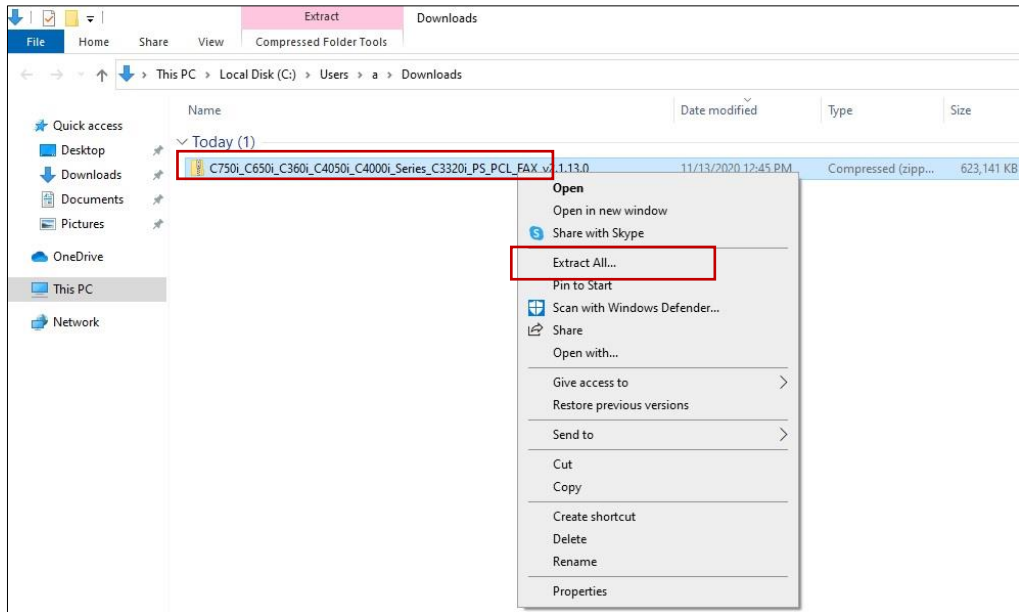 Extract Downloads
File Home Share View Compressed Folder Tools
This PC > Local Disk (C:) > Users > a > Downloads
Name Date modified Type Size
Quick access
Today (1)
Desktop
C750i_C650i_C360i_C4050i_C4000i_Series_C3320i_PS_PCL_FAX_v2.1.13.0 11/13/2020 12:45 PM Compressed (zipp... 623,141 KB
Downloads
Documents
Pictures
OneDrive
This PC
Network
Open
Open in new window
Share with Skype
Extract All...
Pin to Start
Scan with Windows Defender...
Share
Open with...
Give access to >
Restore previous versions
Send to >
Cut
Copy
Create shortcut
Delete
Rename
Properties